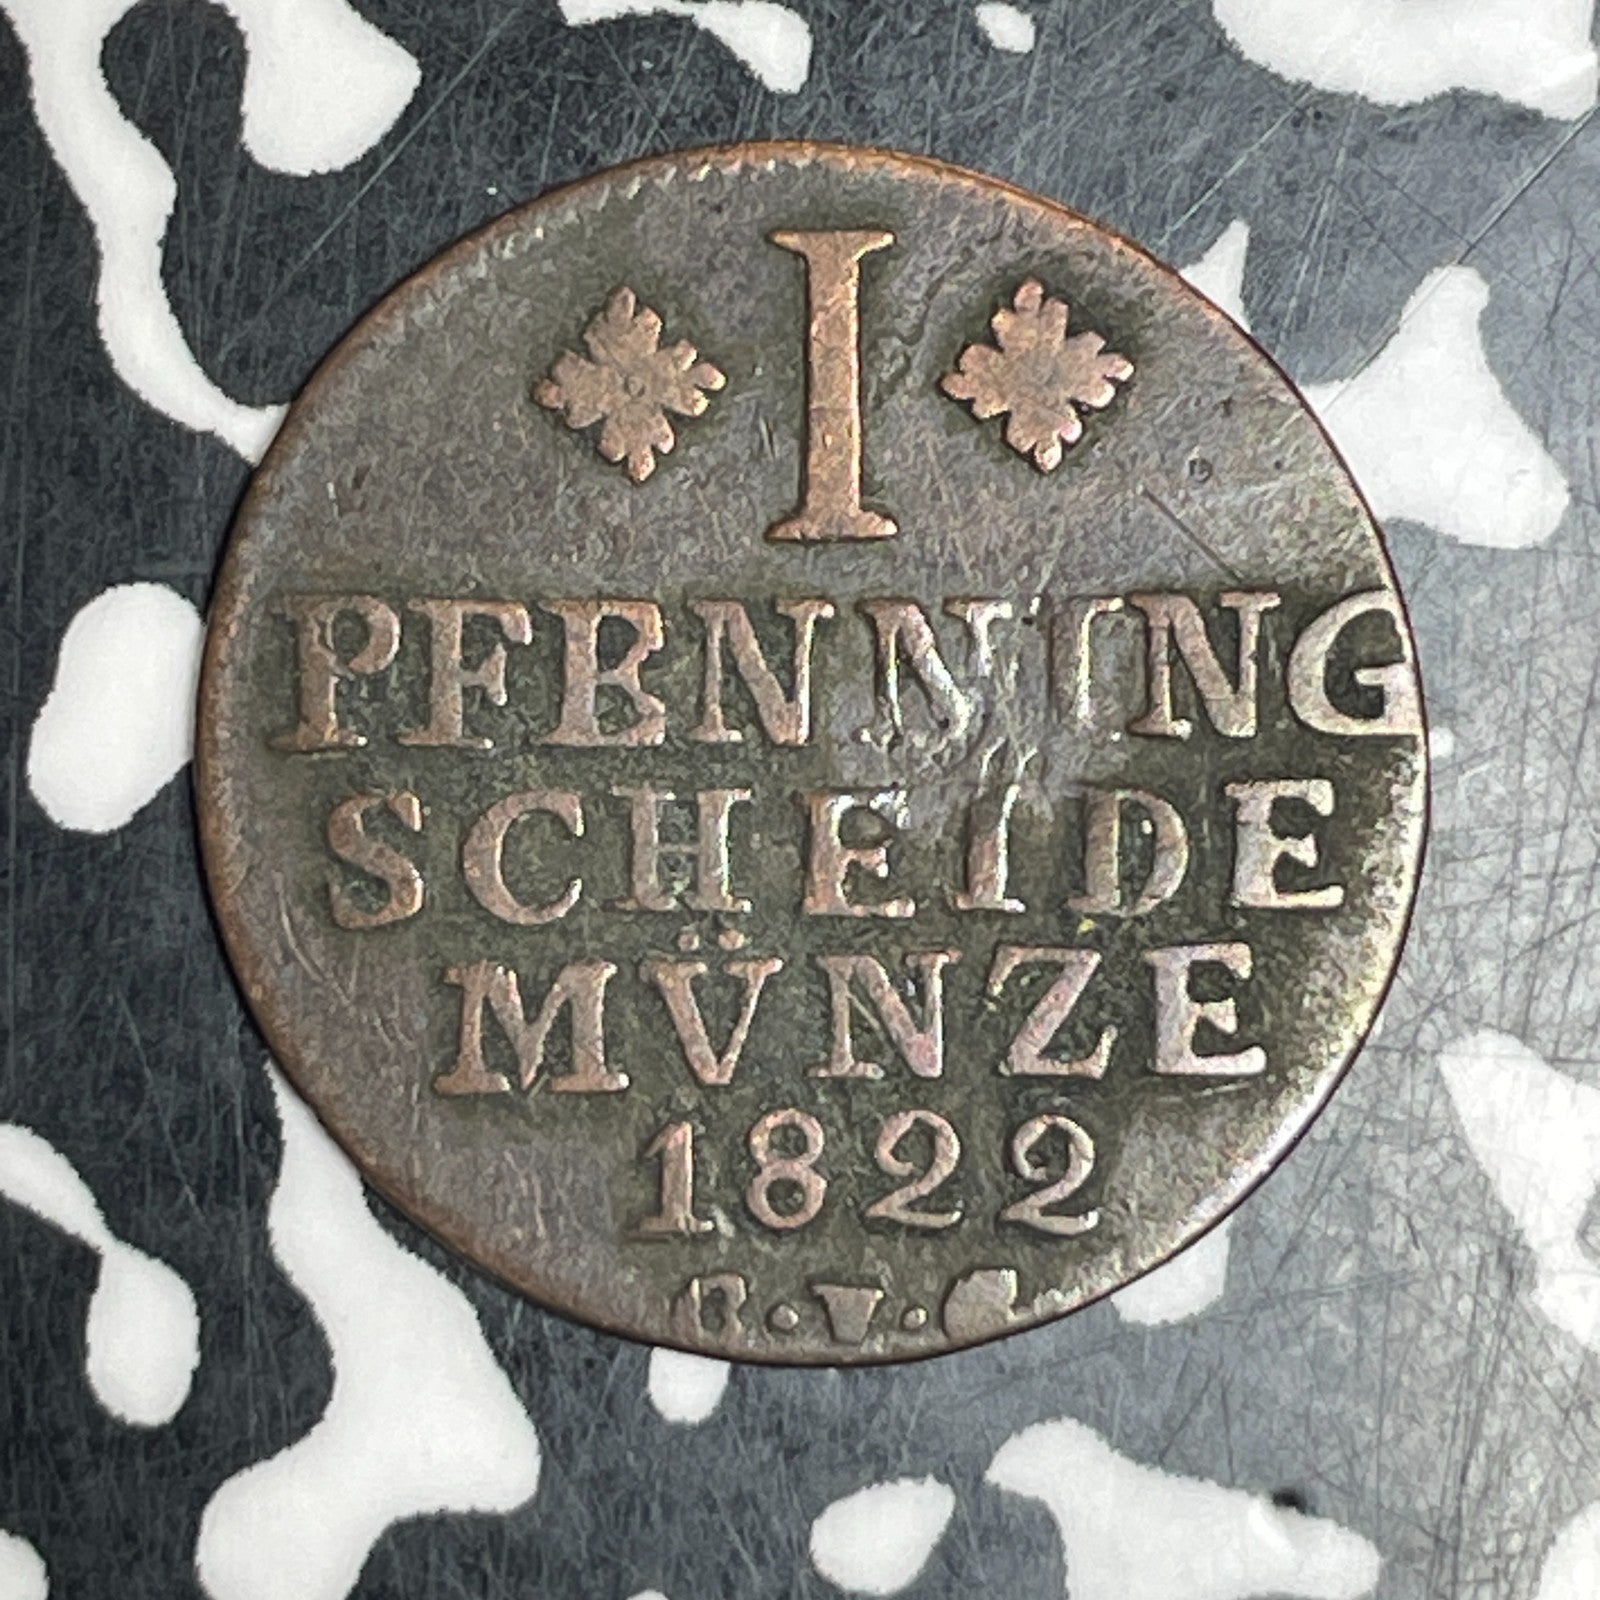 I
PFENNING
SCHEIDE
MÜNZE
1822
C·V·C